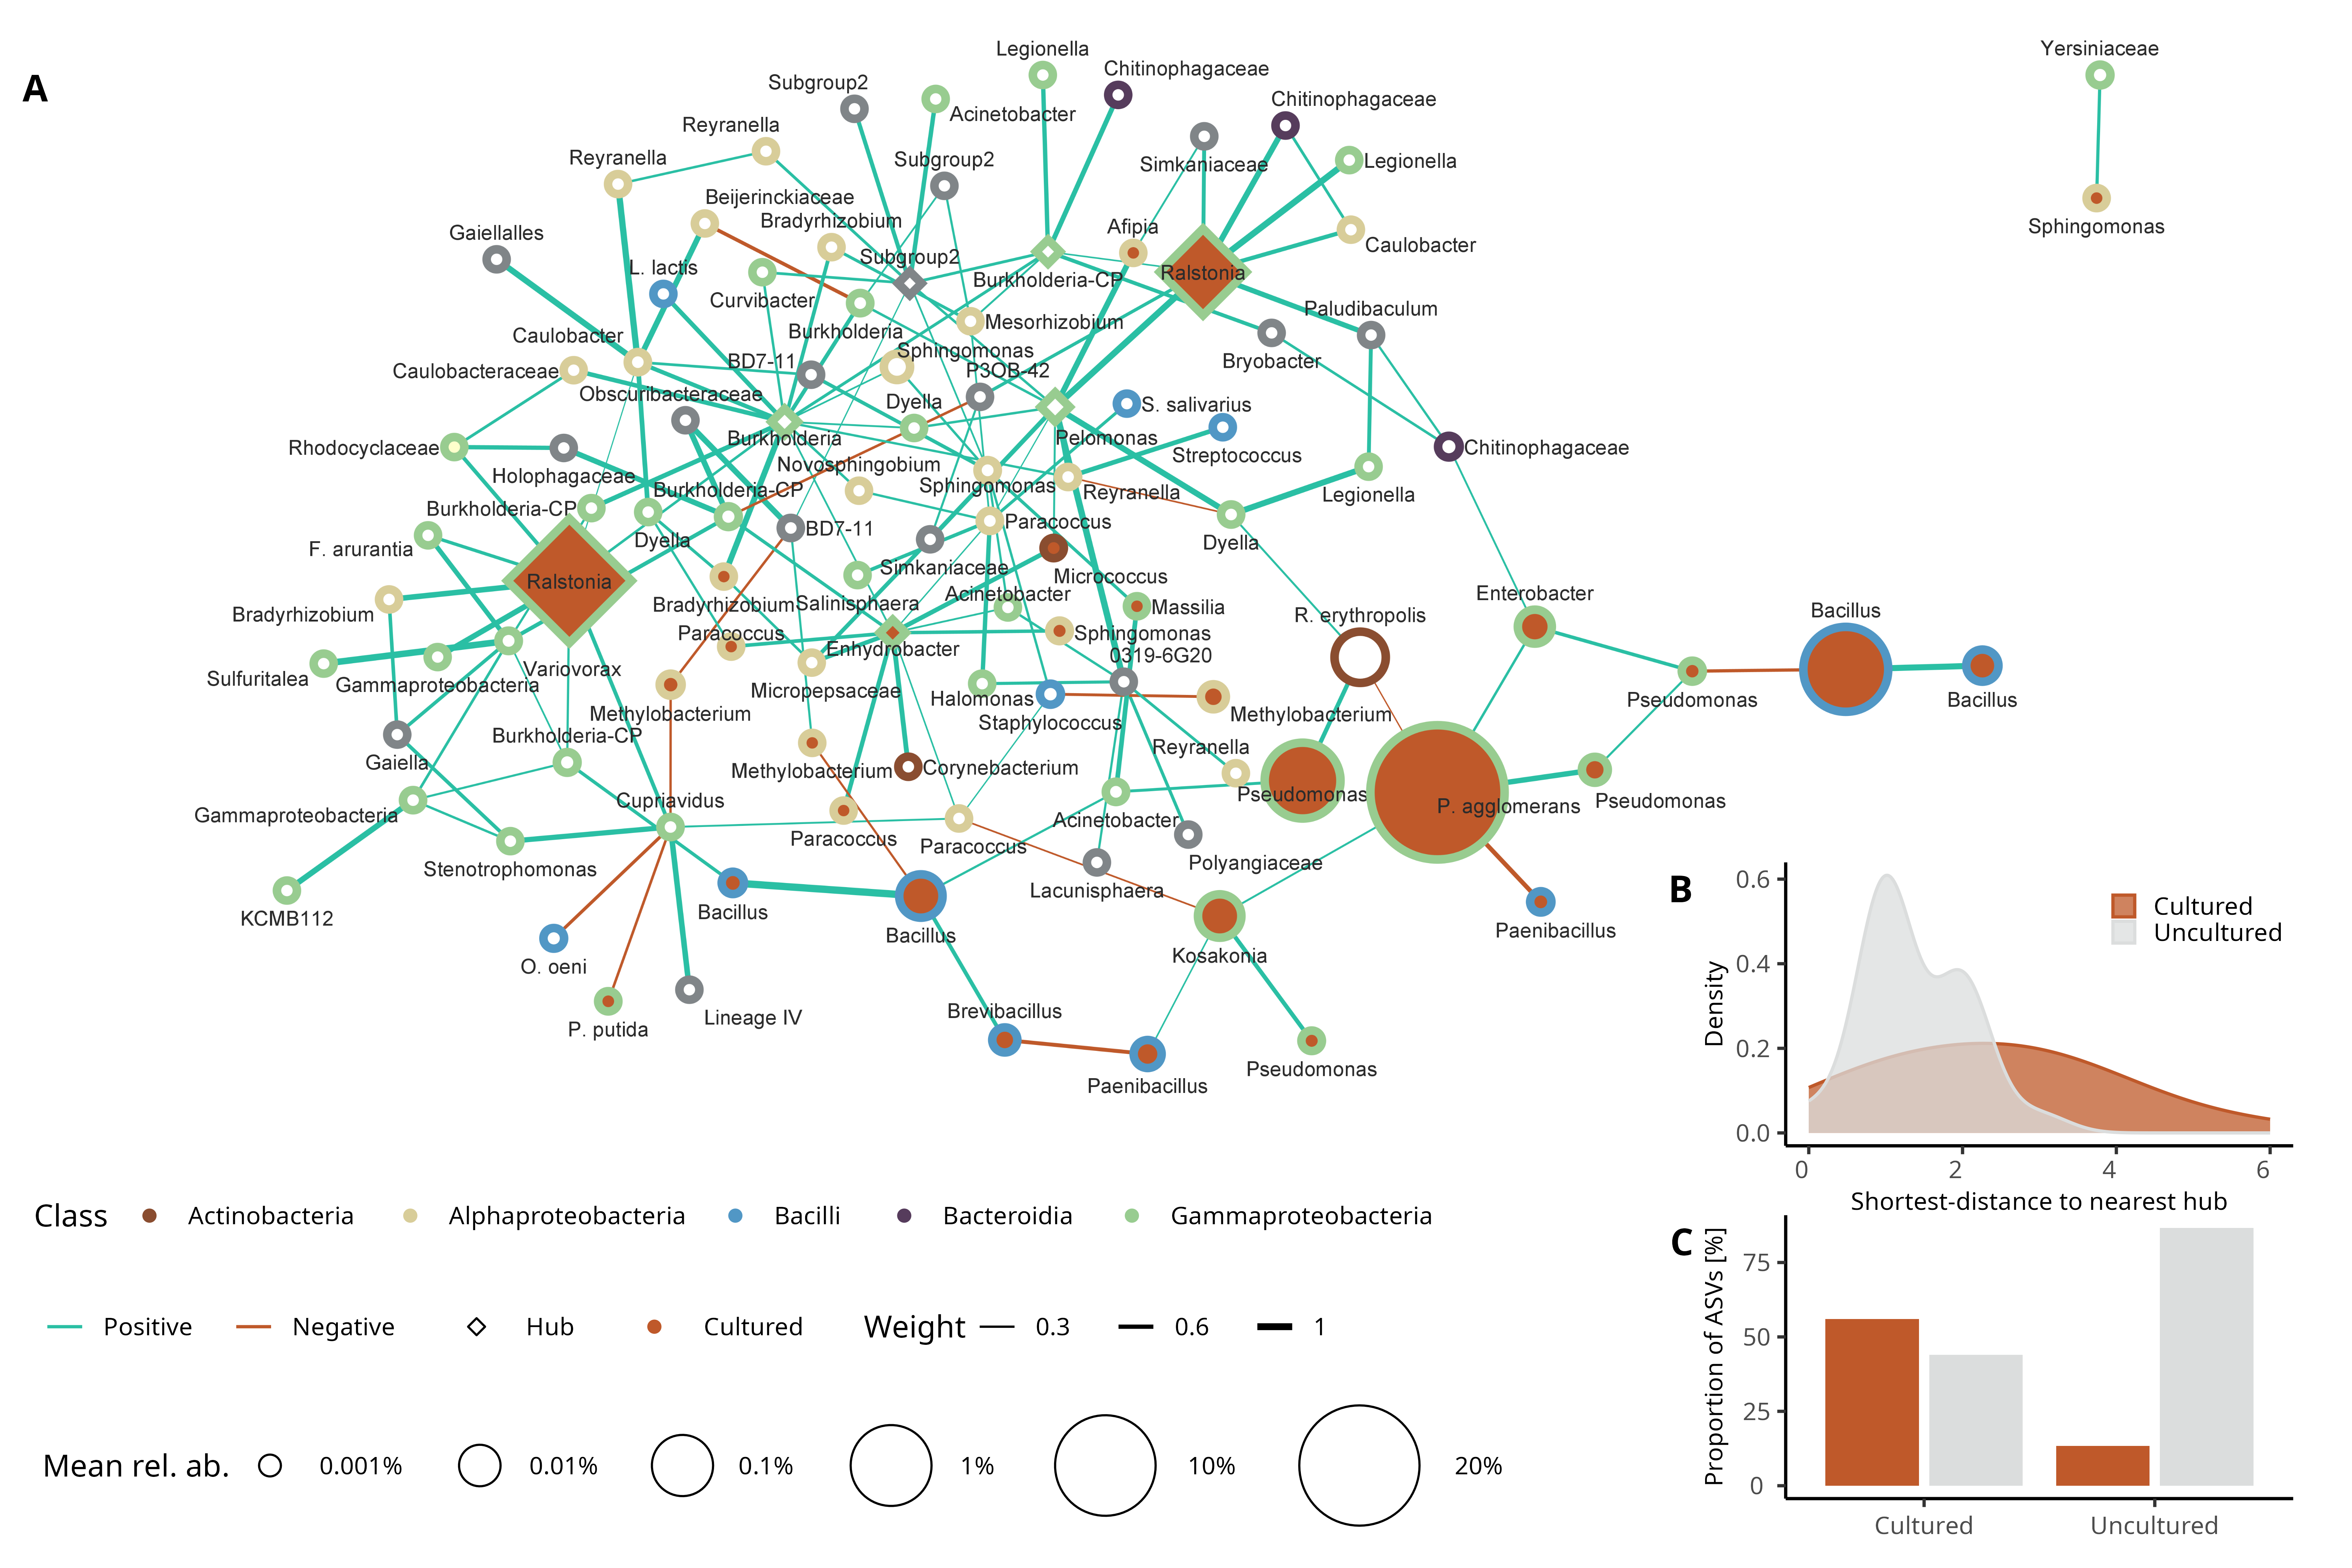 A
Legionella
Yersiniaceae
Chitinophagaceae
Subgroup2
Chitinophagaceae
Acinetobacter
Reyranella
Reyranella
Subgroup2
Simkaniaceae
Legionella
Beijerinckiaceae
Bradyrhizobium
Afipia
Sphingomonas
Gaiellalles
Caulobacter
Subgroup2
L. lactis
Ralstonia
Burkholderia-CP
Curvibacter
Paludibaculum
Mesorhizobium
Burkholderia
Caulobacter
Sphingomonas
BD7-11
Bryobacter
Caulobacteraceae
P3OB-42
Obscuribacteraceae
Dyella
S. salivarius
Burkholderia
Pelomonas
Rhodocyclaceae
Chitinophagaceae
Streptococcus
Novosphingobium
Holophagaceae
Sphingomonas
Burkholderia-CP
Reyranella
Legionella
Burkholderia-CP
Paracoccus
BD7-11
F. arurantia
Dyella
Dyella
Simkaniaceae
Micrococcus
Ralstonia
Acinetobacter
Enterobacter
Bradyrhizobium
Salinisphaera
Massilia
Bacillus
Bradyrhizobium
R. erythropolis
Paracoccus
Sphingomonas
Enhydrobacter
0319-6G20
Variovorax
Sulfuritalea
Gammaproteobacteria
Micropepsaceae
Halomonas
Pseudomonas
Bacillus
Methylobacterium
Methylobacterium
Staphylococcus
Burkholderia-CP
Reyranella
Gaiella
Methylobacterium
Corynebacterium
Pseudomonas
P. agglomerans
Pseudomonas
Cupriavidus
Gammaproteobacteria
Acinetobacter
Paracoccus
Paracoccus
Polyangiaceae
Stenotrophomonas
Lacunisphaera
KCMB112
Bacillus
Bacillus
Paenibacillus
Kosakonia
O. oeni
Brevibacillus
Lineage IV
P. putida
Pseudomonas
Paenibacillus
B
0.6
0.4
0.2
0.0
Density
Cultured
Uncultured
0 2 4 6
Shortest-distance to nearest hub
C
75
50
25
0
Proportion of ASVs [%]
Cultured Uncultured
Class Actinobacteria Alphaproteobacteria Bacilli Bacteroidia Gammaproteobacteria
Positive Negative Hub Cultured Weight 0.3 0.6 1
Mean rel. ab. 0.001% 0.01% 0.1% 1% 10% 20%